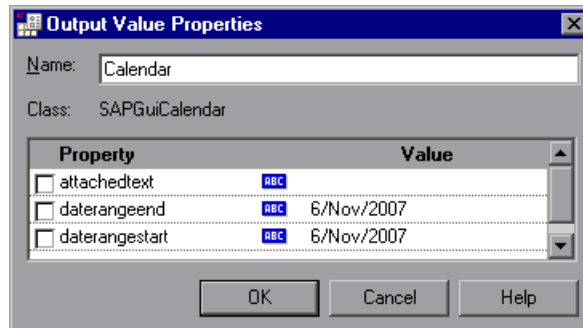 Output Value Properties
Name: Calendar
Class: SAPGuiCalendar
Property Value
attachedtext ABC
daterangeend ABC 6/Nov/2007
daterangestart ABC 6/Nov/2007
OK Cancel Help